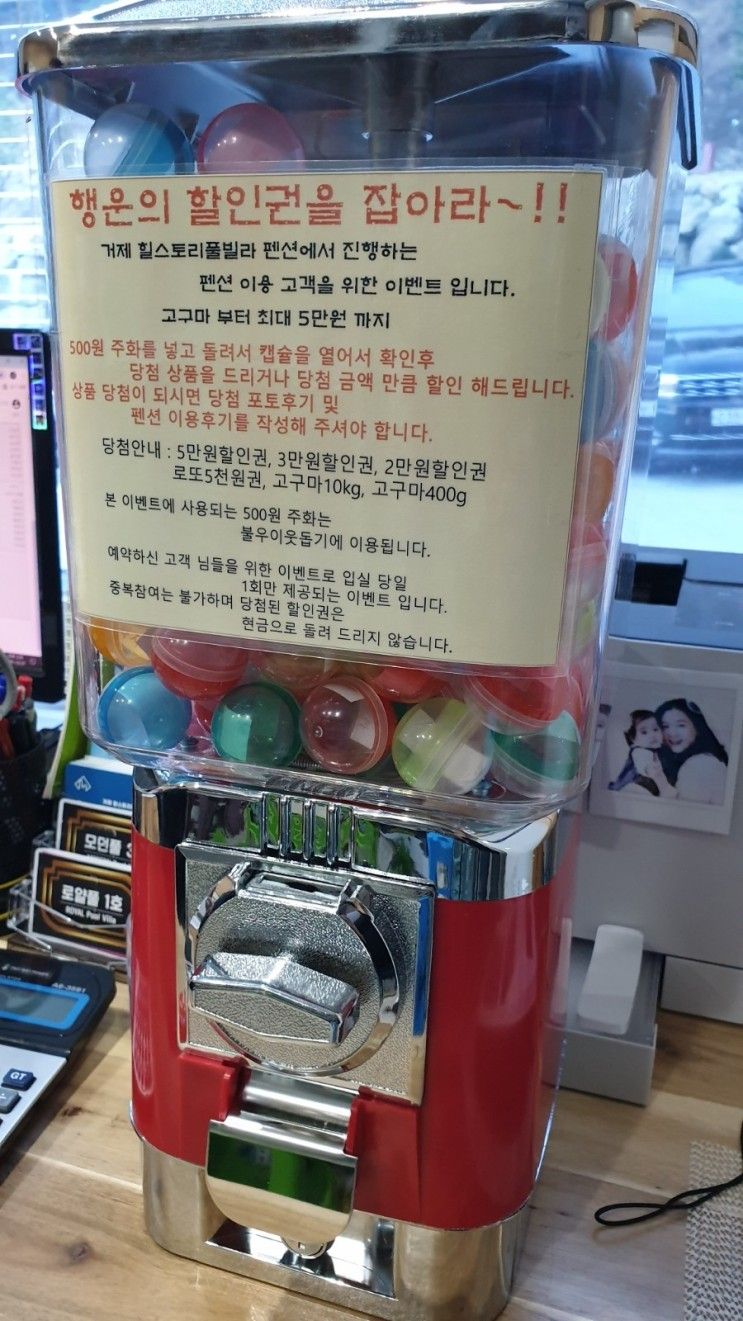 행운의 할인권을 잡아라~!!
거제 힐스토리풀빌라 펜션에서 진행하는
펜션 이용 고객을 위한 이벤트 입니다.
고구마 부터 최대 5만원 까지
500원 주화를 넣고 돌려서 캡슐을 열어서 확인후
당첨 상품을 드리거나 당첨 금액 만큼 할인 해드립니다.
상품 당첨이 되시면 당첨 포토후기 및
펜션 이용후기를 작성해 주셔야 합니다.
당첨안내 : 5만원할인권, 3만원할인권, 2만원할인권
로또5천원권, 고구마10kg, 고구마400g
본 이벤트에 사용되는 500원 주화는
불우이웃돕기에 이용됩니다.
예약하신 고객 님들을 위한 이벤트로 입실 당일
1회만 제공되는 이벤트 입니다.
중복참여는 불가하며 당첨된 할인권은
현금으로 돌려 드리지 않습니다.
모던풀 3
로얄풀 1호
ROYAL Pool Villa
GT